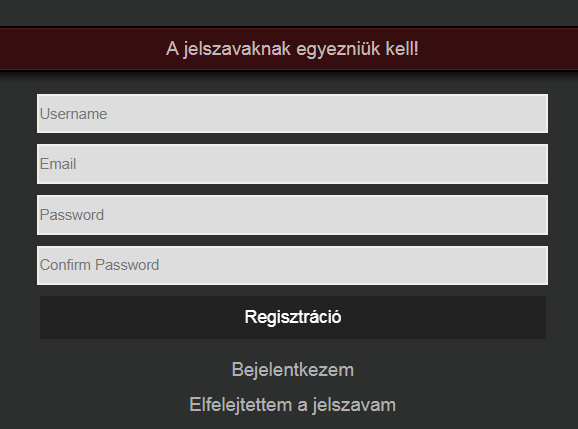 A jelszavaknak egyezniük kell!
Username
Email
Password
Confirm Password
Regisztráció
Bejelentkezem
Elfelejtettem a jelszavam